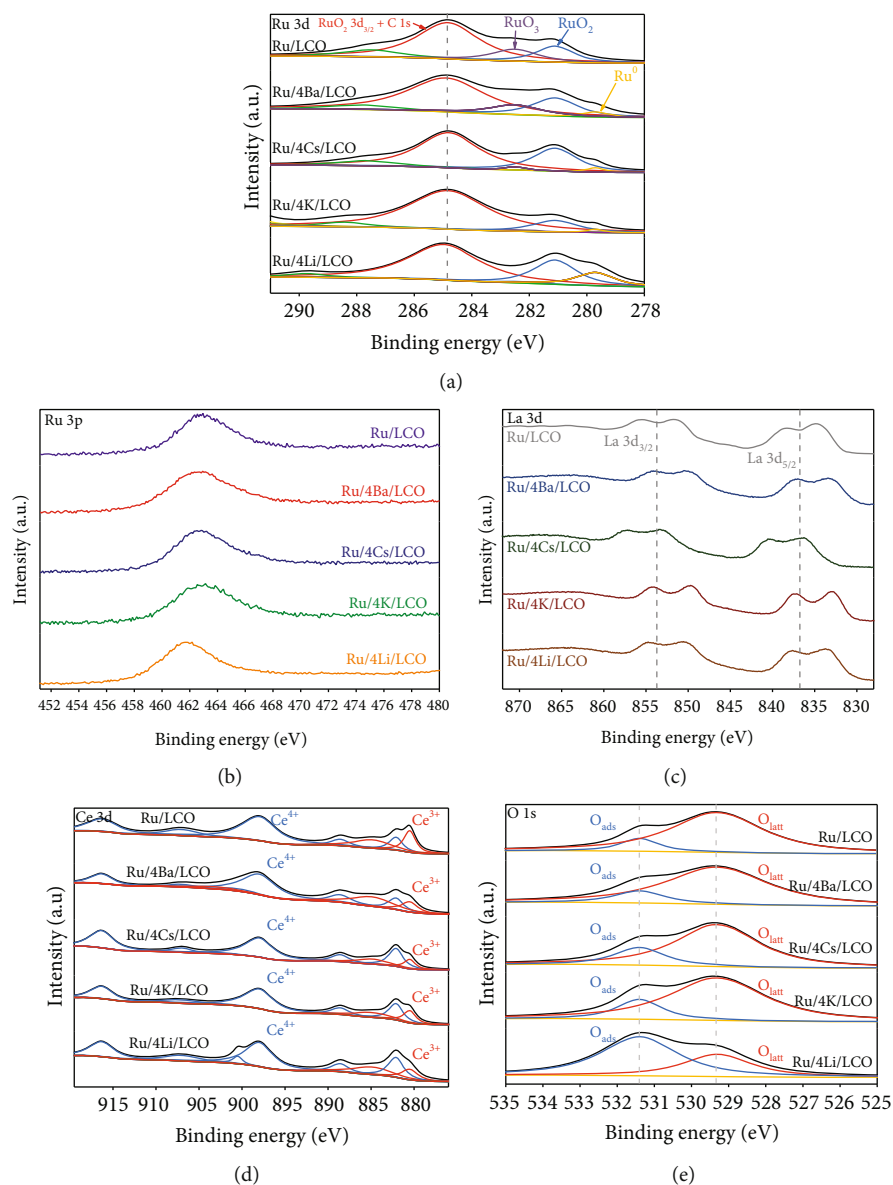 Ru 3d
RuO2 3d3/2 + C 1s
RuO3
RuO2
Ru/LCO
Ru0
Ru/4Ba/LCO
Ru/4Cs/LCO
Ru/4K/LCO
Ru/4Li/LCO
Intensity (a.u.)
290 288 286 284 282 280 278
Binding energy (eV)
(a)
Ru 3p
Ru/LCO
Ru/4Ba/LCO
Ru/4Cs/LCO
Ru/4K/LCO
Ru/4Li/LCO
Intensity (a.u.)
452 454 456 458 460 462 464 466 468 470 472 474 476 478 480
Binding energy (eV)
(b)
La 3d
Ru/LCO
La 3d3/2
La 3d5/2
Ru/4Ba/LCO
Ru/4Cs/LCO
Ru/4K/LCO
Ru/4Li/LCO
Intensity (a.u.)
870 865 860 855 850 845 840 835 830
Binding energy (eV)
(c)
Ce 3d
Ru/LCO
Ce4+
Ce3+
Ru/4Ba/LCO
Ce4+
Ce3+
Ru/4Cs/LCO
Ce4+
Ce3+
Ru/4K/LCO
Ce4+
Ce3+
Ru/4Li/LCO
Ce4+
Ce3+
Intensity (a.u)
915 910 905 900 895 890 885 880
Binding energy (eV)
(d)
O 1s
Oads
Olatt
Ru/LCO
Oads
Olatt
Ru/4Ba/LCO
Oads
Olatt
Ru/4Cs/LCO
Oads
Olatt
Ru/4K/LCO
Oads
Olatt
Ru/4Li/LCO
Intensity (a.u.)
535 534 533 532 531 530 529 528 527 526 525
Binding energy (eV)
(e)